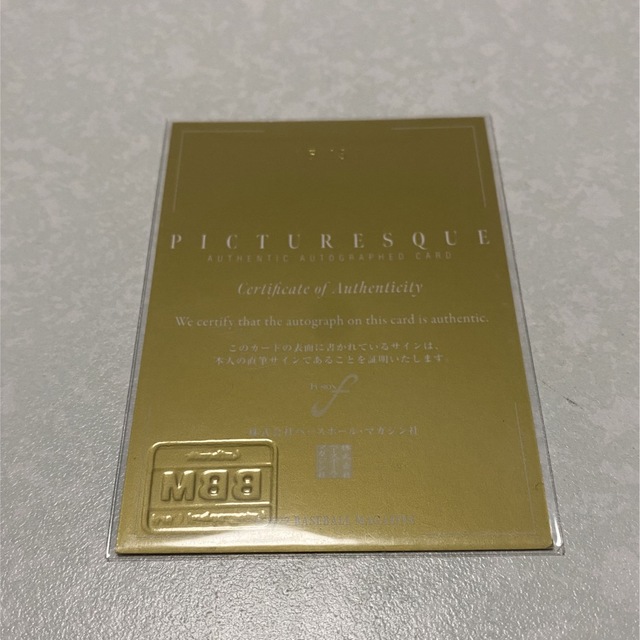 PICTURESQUE
AUTHENTIC AUTOGRAPHED CARD
Certificate of Authenticity
We certify that the autograph on this card is authentic.
このカードの表面に書かれているサインは、
本人の直筆サインであることを証明いたします。
f
株式会社ベースボール・マガジン社
BBM
BASEBALL MAGAZINE